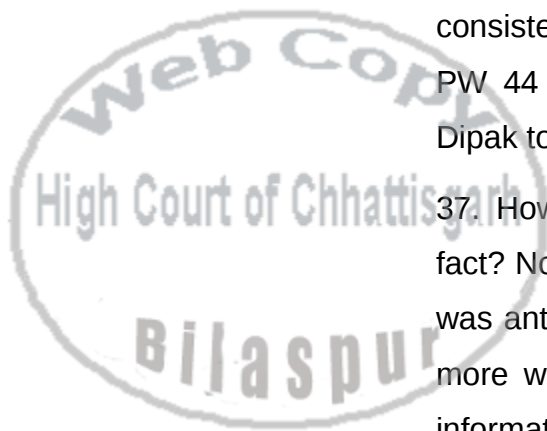 Web Copy
High Court of Chhattisgarh
Bilaspur
consiste
PW 44
Dipak to
37. How
fact? No
was ant
more w
informat